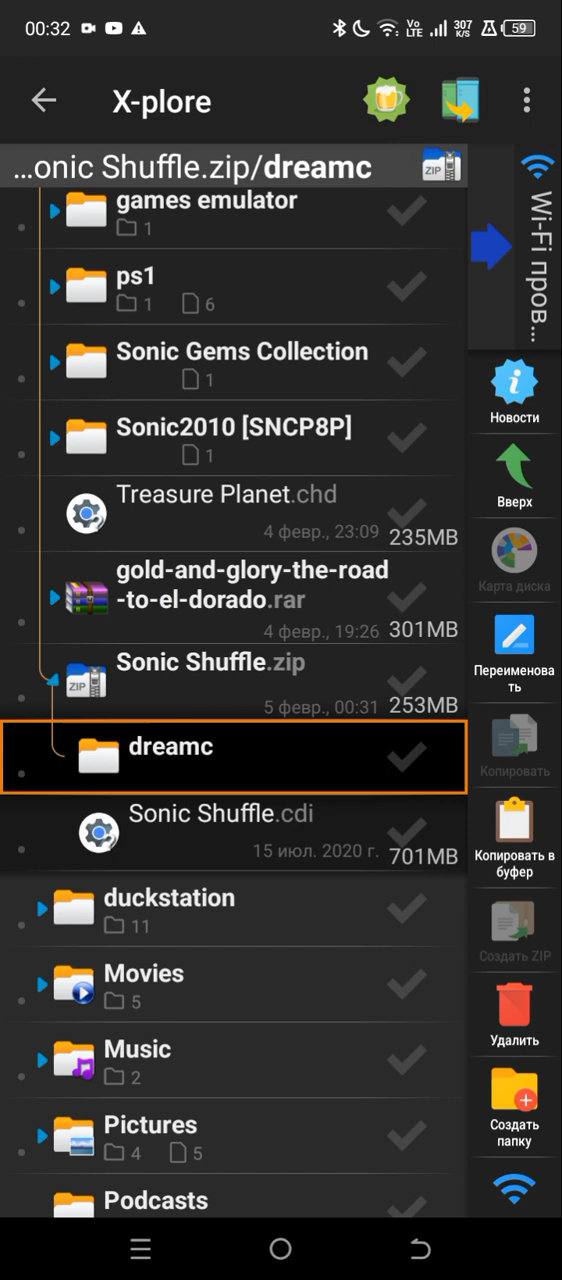 00:32
Vo
LTE
307
K/S
59
X-plore
...onic Shuffle.zip/dreamc
ZIP
Wi-Fi пров...
games emulator
1
ps1
1 6
Sonic Gems Collection
1
Sonic2010 [SNCP8P]
1
Treasure Planet.chd
4 февр., 23:09 235MB
gold-and-glory-the-road
-to-el-dorado.rar
4 февр., 19:26 301MB
Sonic Shuffle.zip
ZIP
5 февр., 00:31 253MB
dreamc
Sonic Shuffle.cdi
15 июл. 2020 г. 701MB
duckstation
11
Movies
5
Music
2
Pictures
4 5
Podcasts
Новости
Вверх
Карта диска
Переименова
ть
Копировать
Копировать в
буфер
Создать ZIP
Удалить
Создать
папку